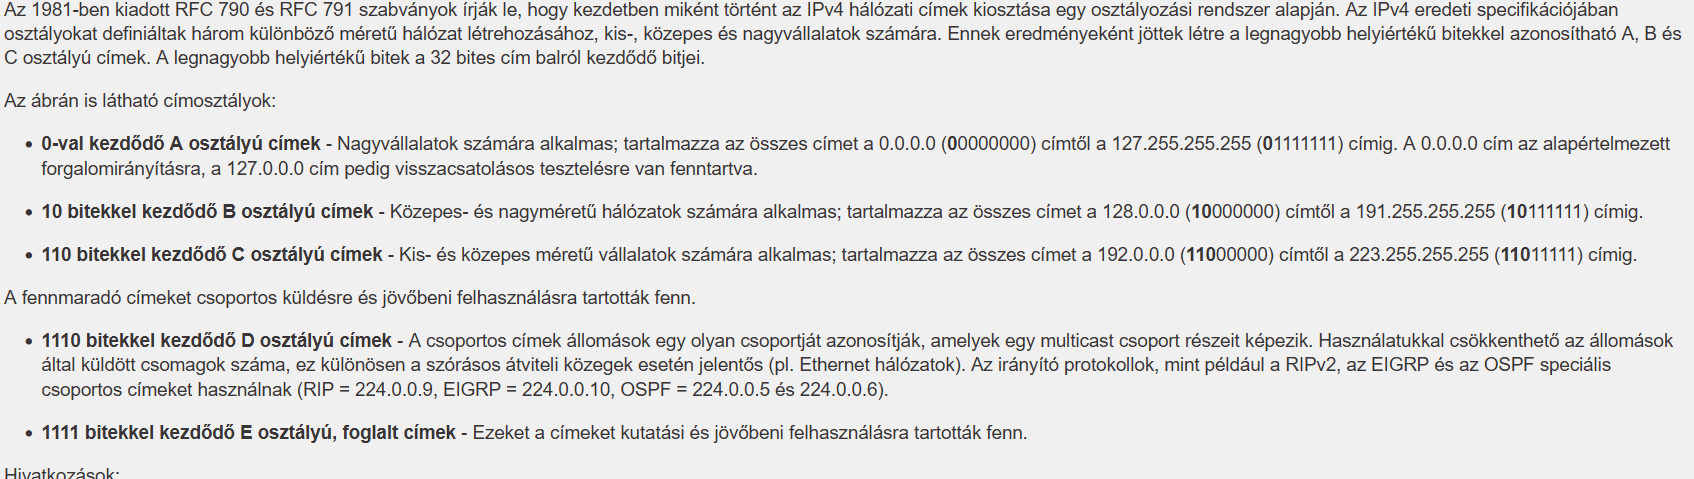 Az 1981-ben kiadott RFC 790 és RFC 791 szabványok írják le, hogy kezdetben miként történt az IPv4 hálózati címek kiosztása egy osztályozási rendszer alapján. Az IPv4 eredeti specifikációjában
osztályokat definiáltak három különböző méretű hálózat létrehozásához, kis-, közepes és nagyvállalatok számára. Ennek eredményeként jöttek létre a legnagyobb helyiértékű bitekkel azonosítható A, B és
C osztályú címek. A legnagyobb helyiértékű bitek a 32 bites cím balról kezdődő bitjei.
Az ábrán is látható címosztályok:
• 0-val kezdődő A osztályú címek - Nagyvállalatok számára alkalmas; tartalmazza az összes címet a 0.0.0.0 (00000000) címtől a 127.255.255.255 (01111111) címig. A 0.0.0.0 cím az alapértelmezett
forgalomirányításra, a 127.0.0.0 cím pedig visszacsatolásos tesztelésre van fenntartva.
• 10 bitekkel kezdődő B osztályú címek - Közepes- és nagyméretű hálózatok számára alkalmas; tartalmazza az összes címet a 128.0.0.0 (10000000) címtől a 191.255.255.255 (10111111) címig.
• 110 bitekkel kezdődő C osztályú címek - Kis- és közepes méretű vállalatok számára alkalmas; tartalmazza az összes címet a 192.0.0.0 (11000000) címtől a 223.255.255.255 (11011111) címig.
A fennmaradó címeket csoportos küldésre és jövőbeni felhasználásra tartották fenn.
• 1110 bitekkel kezdődő D osztályú címek - A csoportos címek állomások egy olyan csoportját azonosítják, amelyek egy multicast csoport részeit képezik. Használatukkal csökkenthető az állomások
által küldött csomagok száma, ez különösen a szórásos átviteli közegek esetén jelentős (pl. Ethernet hálózatok). Az irányító protokollok, mint például a RIPv2, az EIGRP és az OSPF speciális
csoportos címeket használnak (RIP = 224.0.0.9, EIGRP = 224.0.0.10, OSPF = 224.0.0.5 és 224.0.0.6).
• 1111 bitekkel kezdődő E osztályú, foglalt címek - Ezeket a címeket kutatási és jövőbeni felhasználásra tartották fenn.
Hivatkozások: